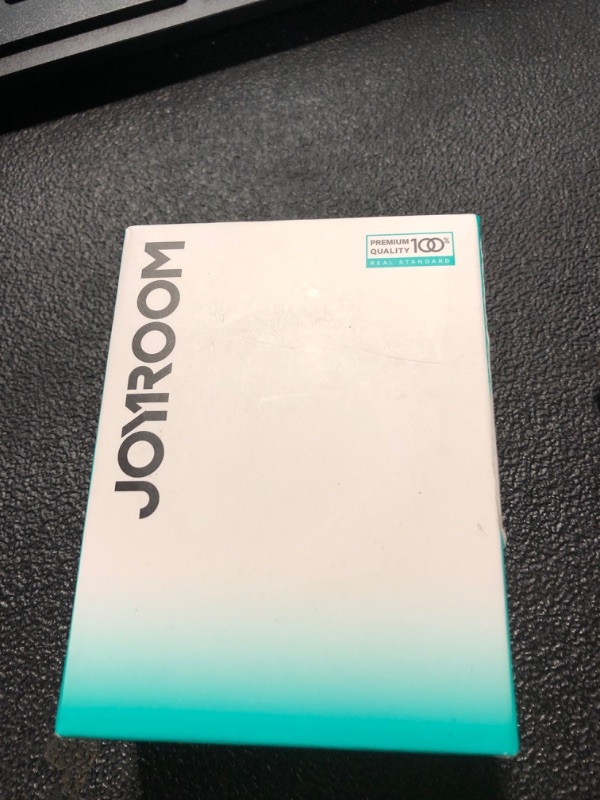 JOYROOM
PREMIUM
QUALITY 100%
REAL STANDARD